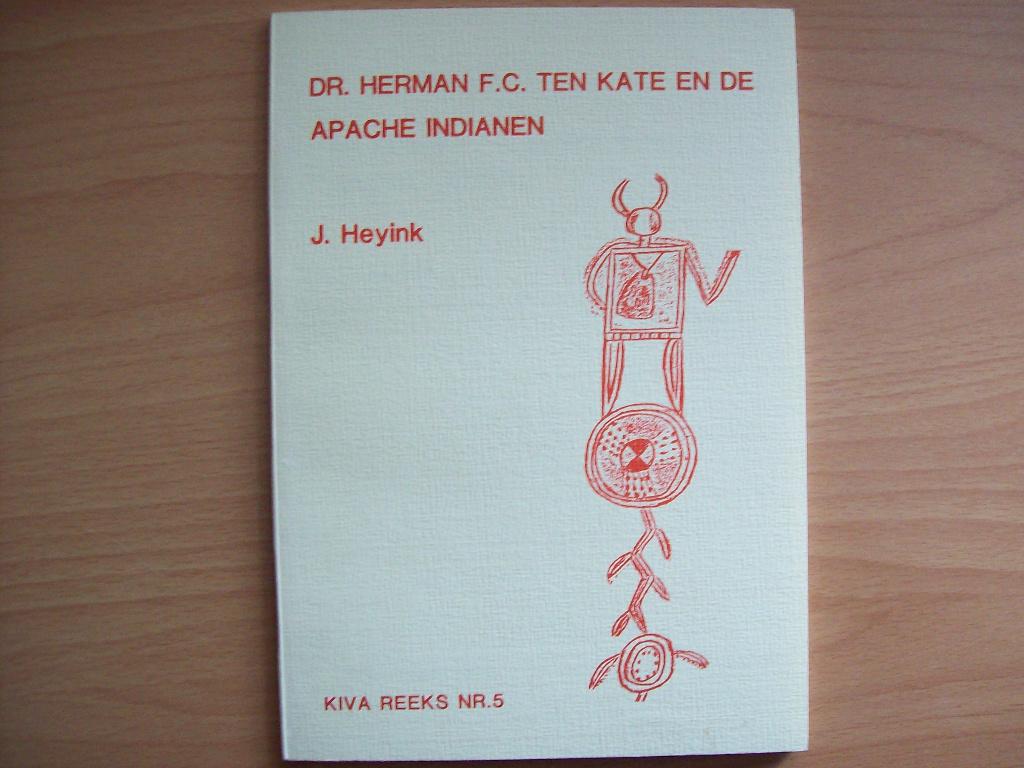 DR. HERMAN F.C. TEN KATE EN DE
APACHE INDIANEN
J. Heyink
KIVA REEKS NR.5